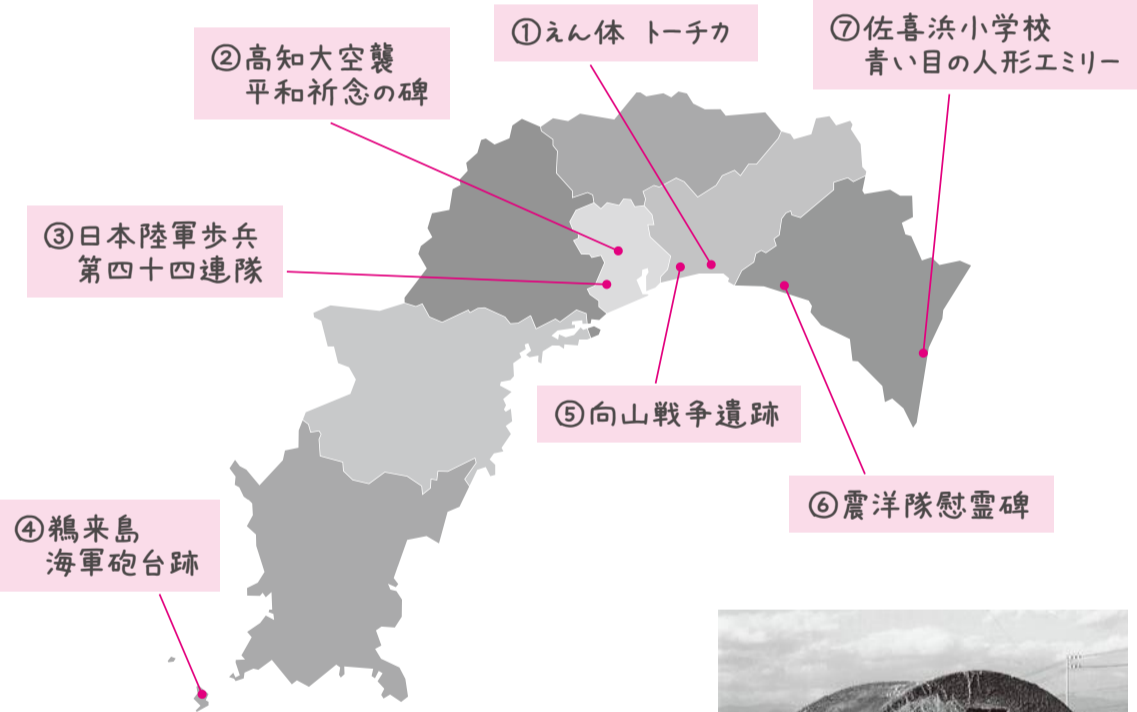 ①えん体 トーチカ
②高知大空襲
平和祈念の碑
③日本陸軍歩兵
第四十四連隊
④鵜来島
海軍砲台跡
⑤向山戦争遺跡
⑥震洋隊慰霊碑
⑦佐喜浜小学校
青い目の人形エミリー